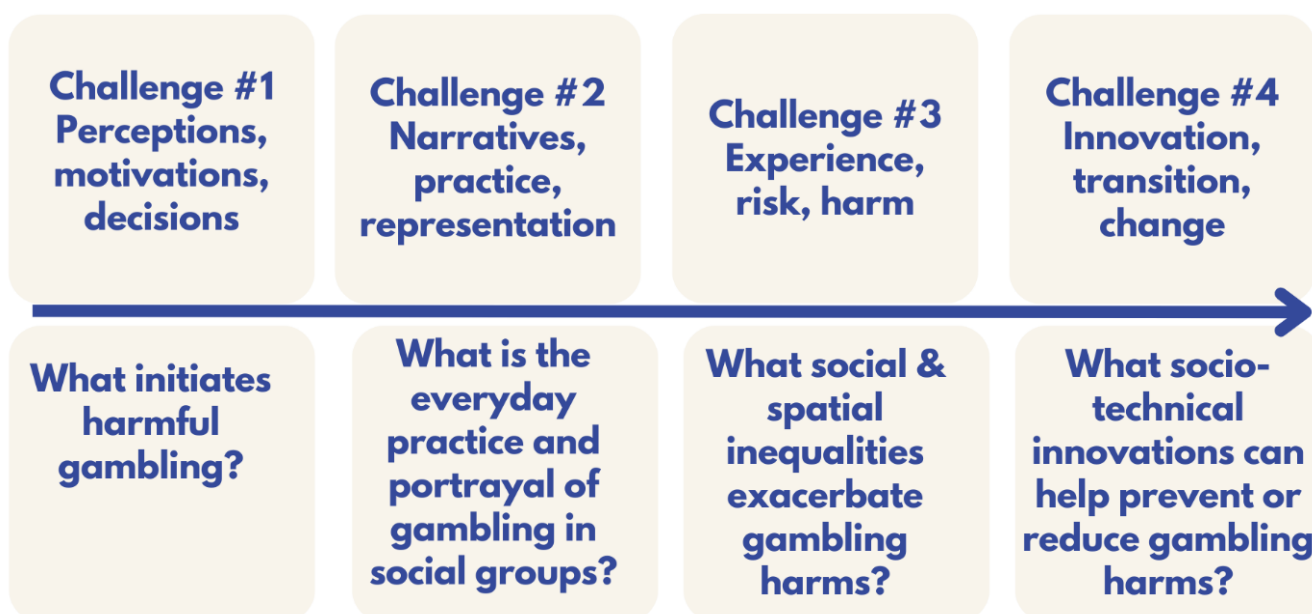 Challenge #1
Perceptions,
motivations,
decisions
Challenge #2
Narratives,
practice,
representation
Challenge #3
Experience,
risk, harm
Challenge #4
Innovation,
transition,
change
What initiates
harmful
gambling?
What is the
everyday
practice and
portrayal of
gambling in
social groups?
What social &
spatial
inequalities
exacerbate
gambling
harms?
What socio-
technical
innovations can
help prevent or
reduce gambling
harms?